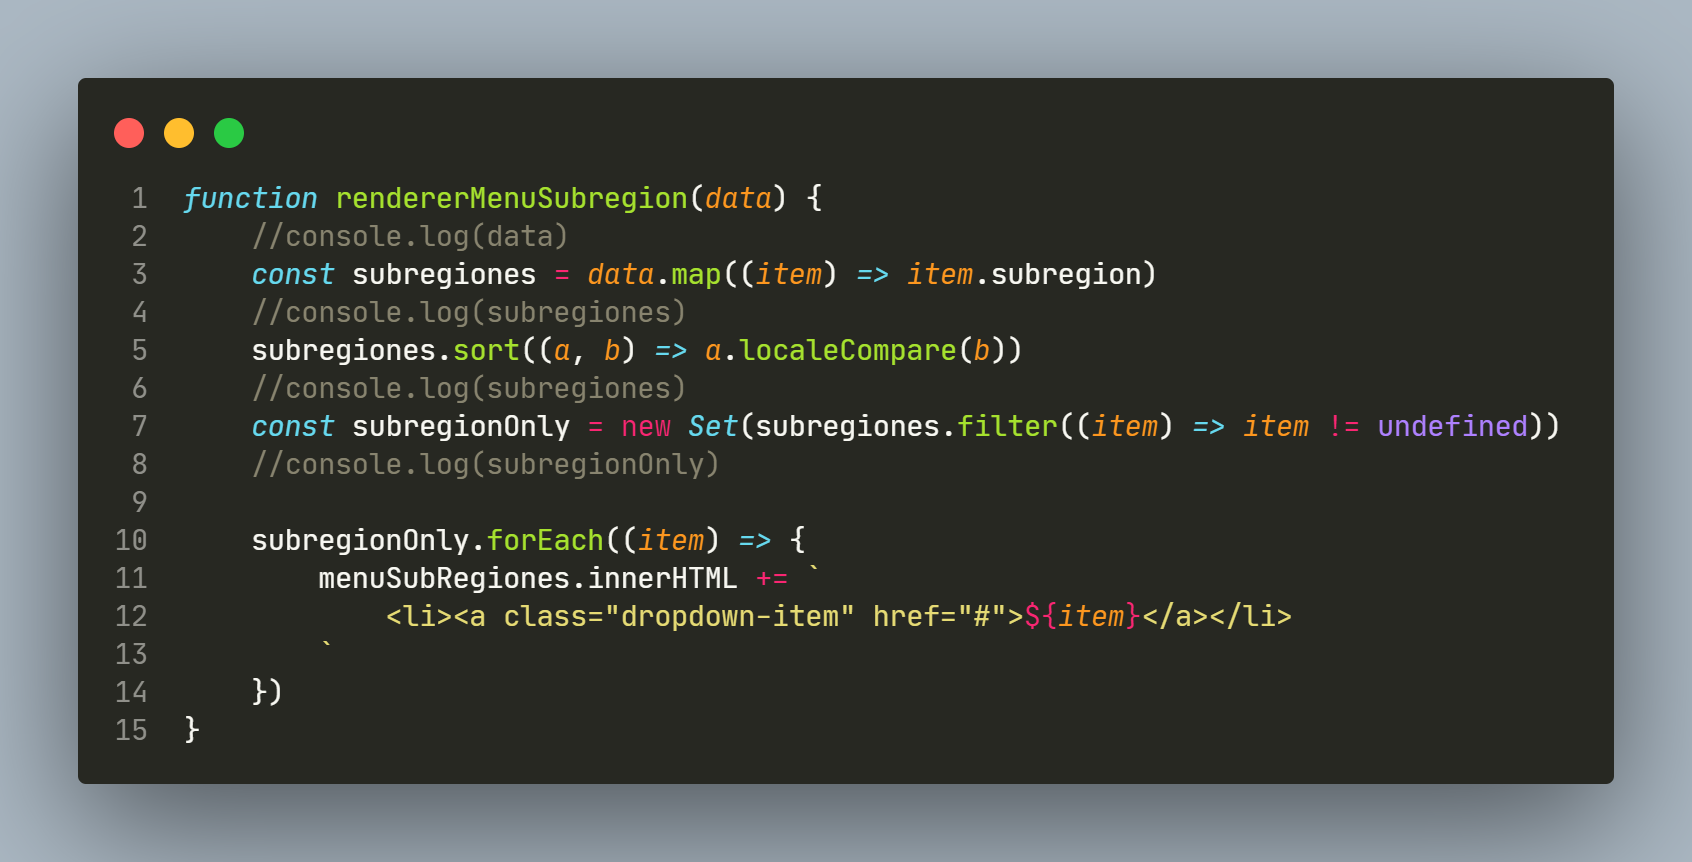 1 function rendererMenuSubregion(data) {
2     //console.log(data)
3     const subregiones = data.map((item) => item.subregion)
4     //console.log(subregiones)
5     subregiones.sort((a, b) => a.localeCompare(b))
6     //console.log(subregiones)
7     const subregionOnly = new Set(subregiones.filter((item) => item != undefined))
8     //console.log(subregionOnly)
9
10     subregionOnly.forEach((item) => {
11         menuSubRegiones.innerHTML += `
12             <li><a class="dropdown-item" href="#">${item}</a></li>
13         `
14     })
15 }